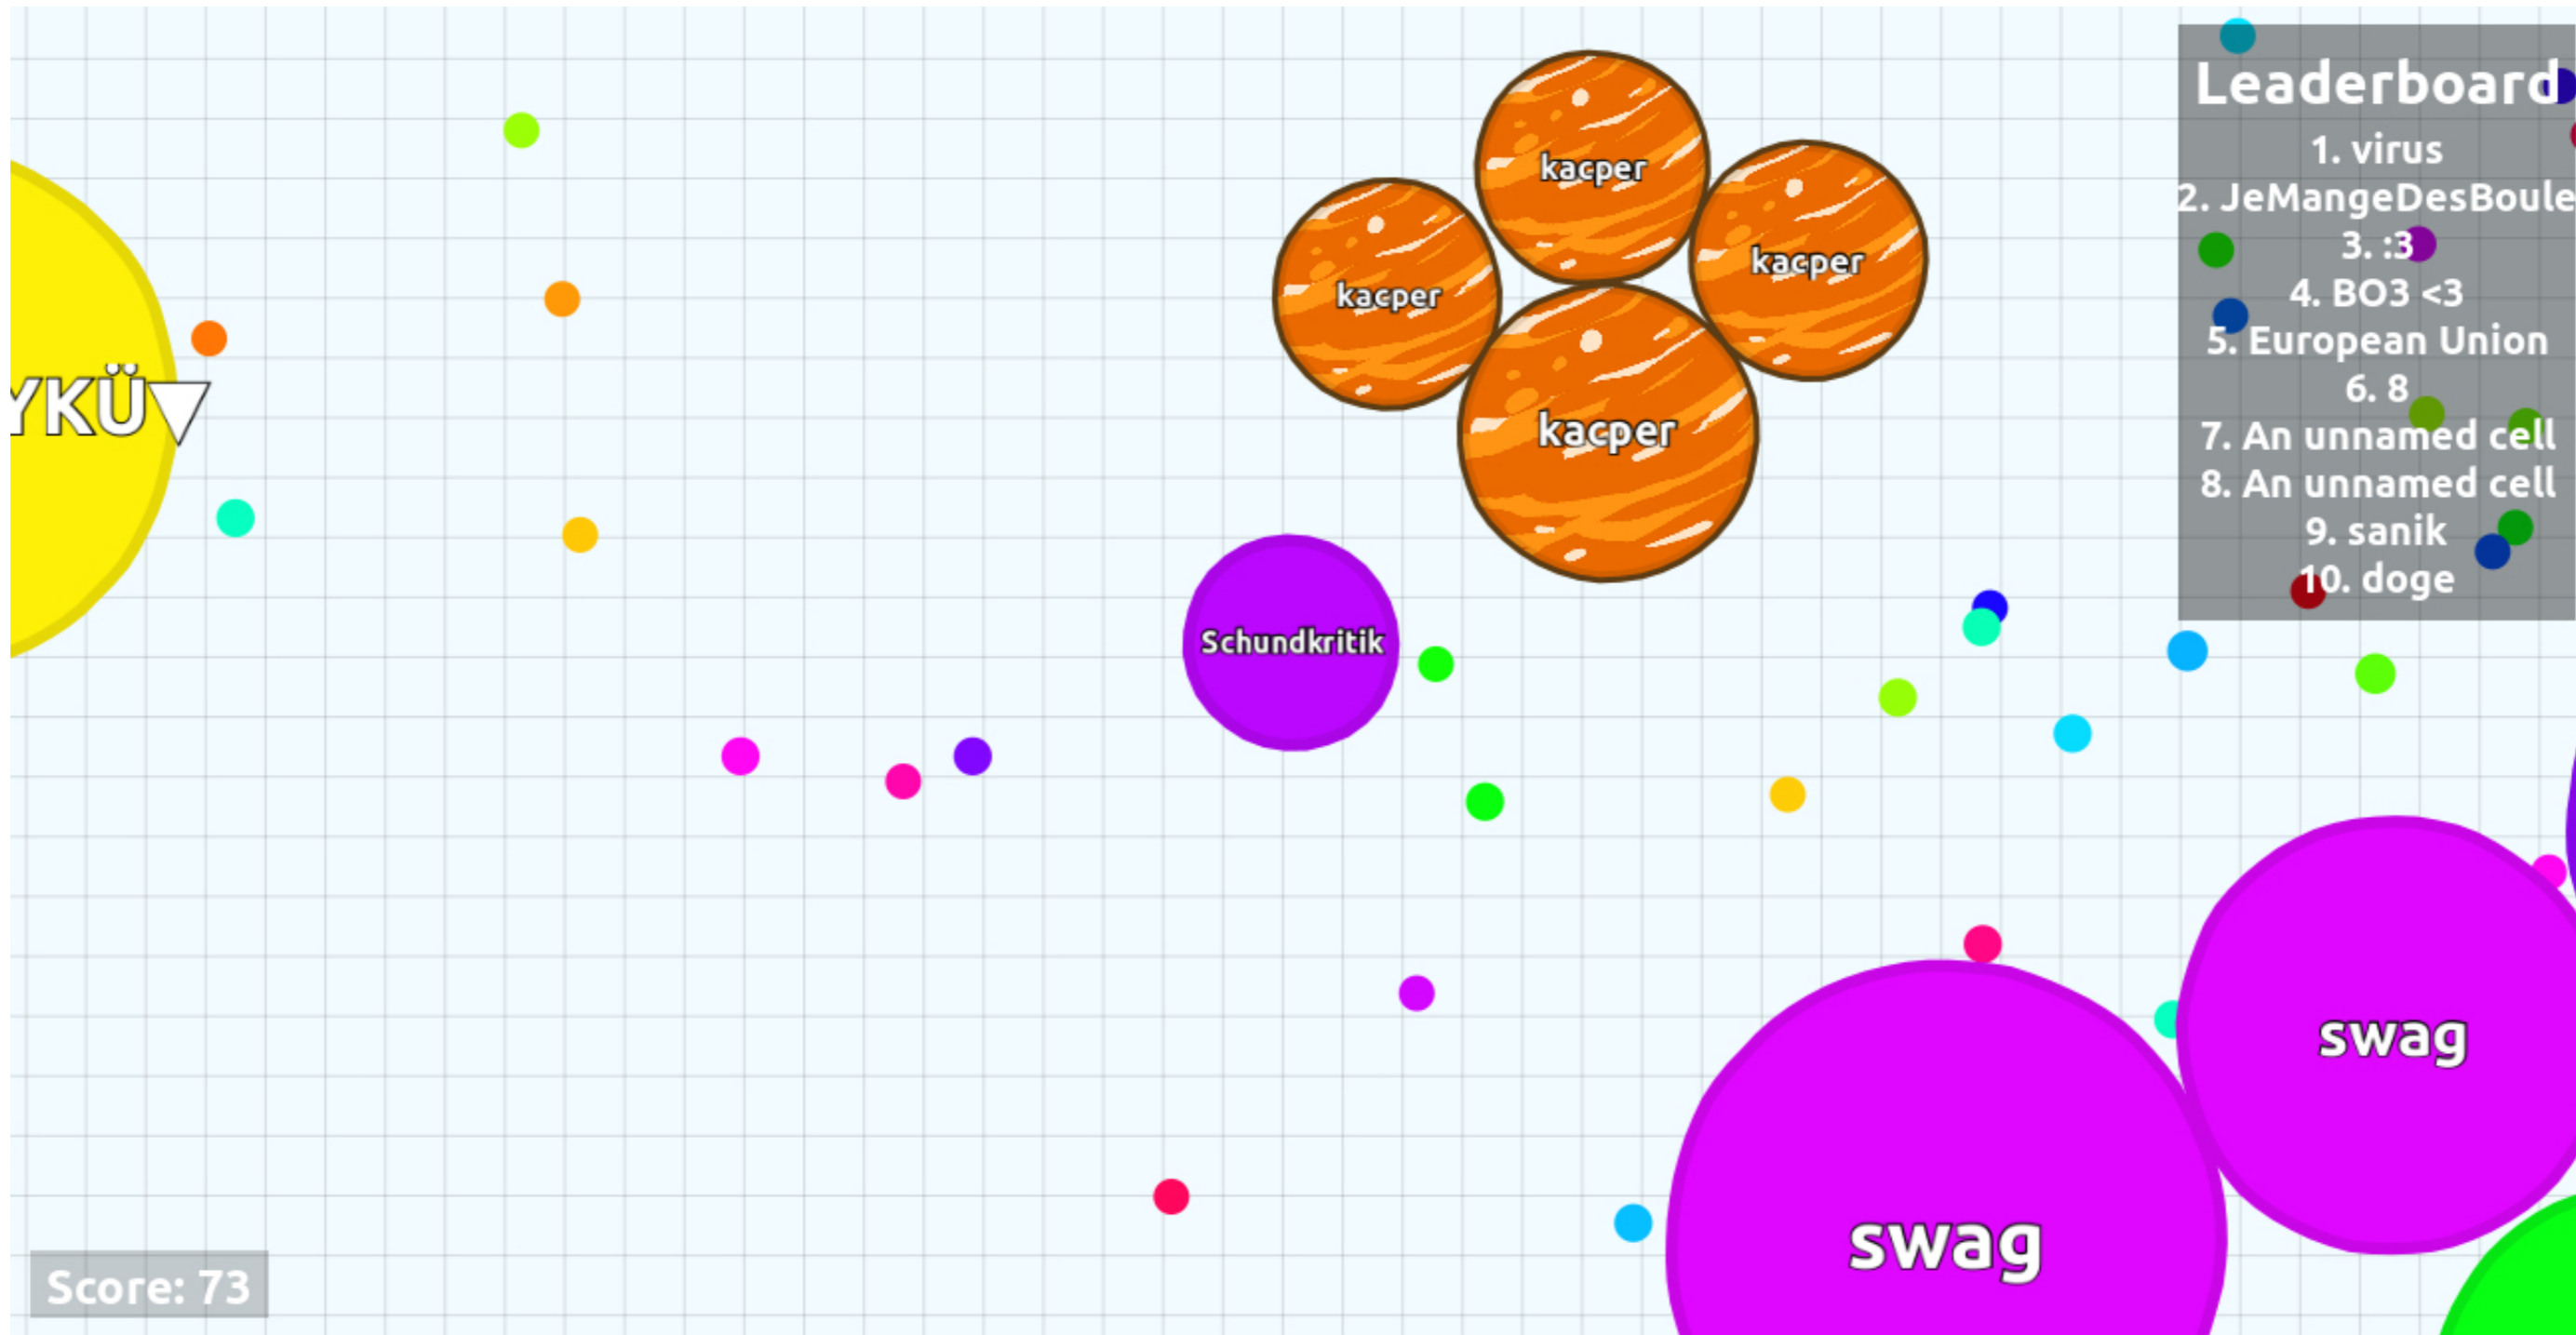 Leaderboard
1. virus
2. JeMangeDesBoule
3. :3
4. BO3 <3
5. European Union
6. 8
7. An unnamed cell
8. An unnamed cell
9. sanik
10. doge
kacper
kacper
kacper
kacper
YKÜ▼
Schundkritik
swag
swag
Score: 73